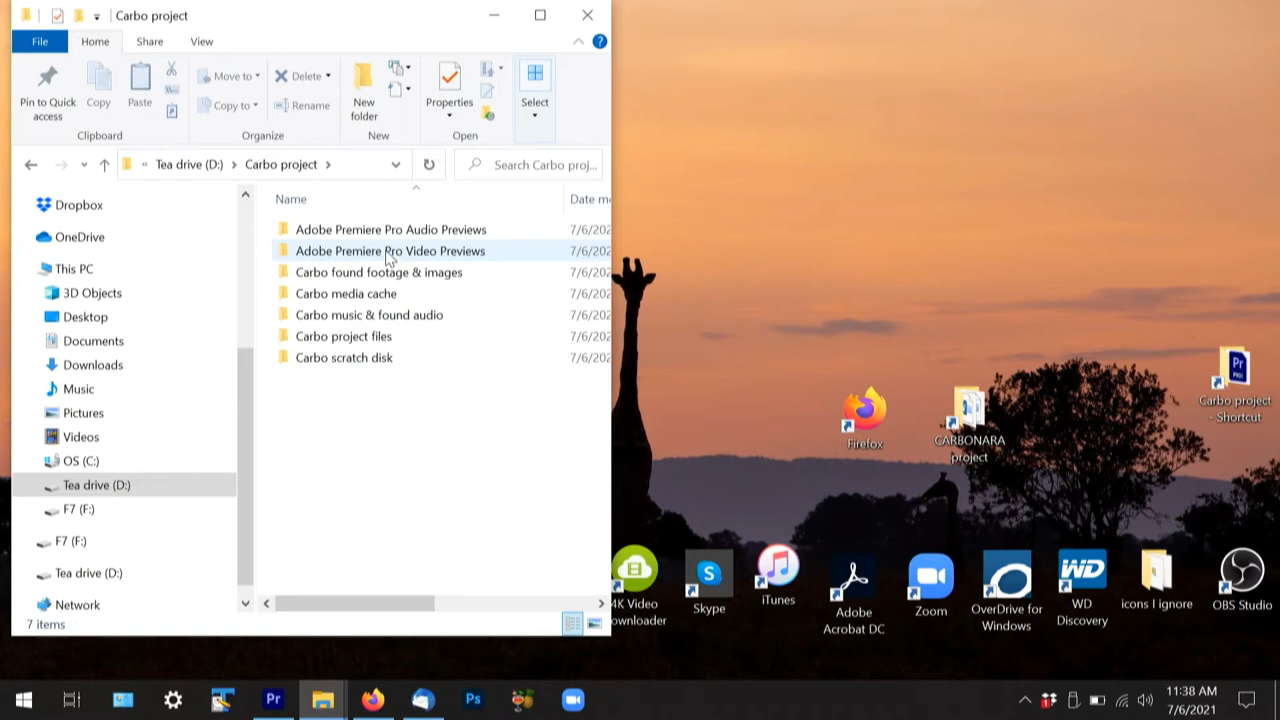 Carbo project
File
Home
Share
View
Pin to Quick access
Copy
Paste
Move to
Copy to
Delete
Rename
New folder
Properties
Select
Clipboard
Organize
New
Open
« Tea drive (D:) > Carbo project >
Search Carbo proj...
Name
Date m
Dropbox
OneDrive
This PC
3D Objects
Desktop
Documents
Downloads
Music
Pictures
Videos
OS (C:)
Tea drive (D:)
F7 (F:)
F7 (F:)
Tea drive (D:)
Network
Adobe Premiere Pro Audio Previews 7/6/202
Adobe Premiere Pro Video Previews 7/6/202
Carbo found footage & images 7/6/202
Carbo media cache 7/6/202
Carbo music & found audio 7/6/202
Carbo project files 7/6/202
Carbo scratch disk 7/6/202
7 items
Firefox
CARBONARA
project
Pr
Carbo project
- Shortcut
4K Video
ownloader
Skype
iTunes
Adobe
Acrobat DC
Zoom
OverDrive for
Windows
WD
WD
Discovery
icons I ignore
OBS Studio
Pr
Ps
11:38 AM
7/6/2021